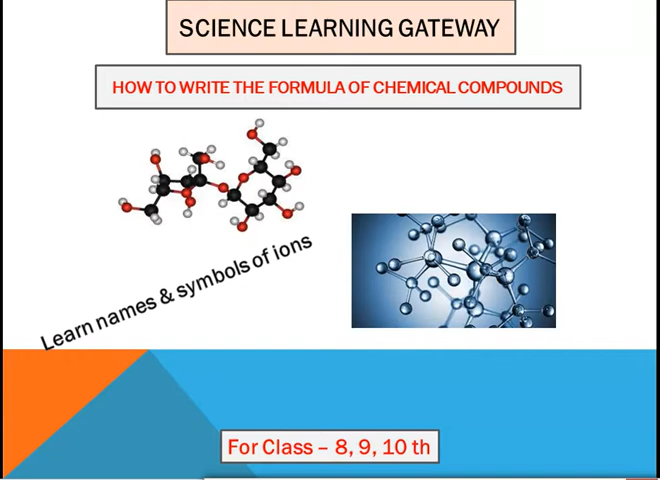 SCIENCE LEARNING GATEWAY
HOW TO WRITE THE FORMULA OF CHEMICAL COMPOUNDS
Learn names & symbols of ions
For Class – 8, 9, 10 th